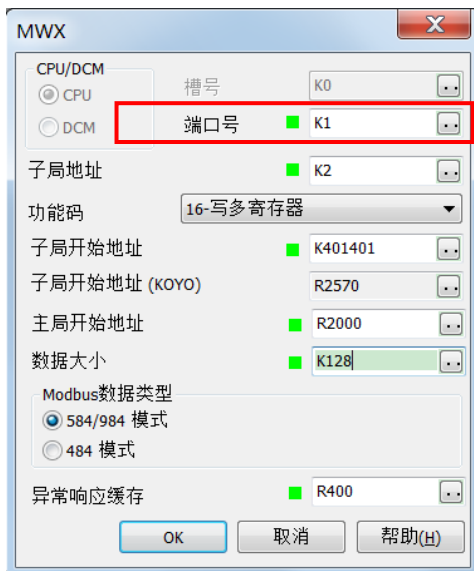 MWX
CPU/DCM
CPU
槽号 K0 ..
DCM
端口号 K1 ..
子局地址 K2 ..
功能码 16-写多寄存器
子局开始地址 K401401 ..
子局开始地址 (KOYO) R2570 ..
主局开始地址 R2000 ..
数据大小 K128 ..
Modbus数据类型
584/984 模式
484 模式
异常响应缓存 R400 ..
OK 取消 帮助(H)